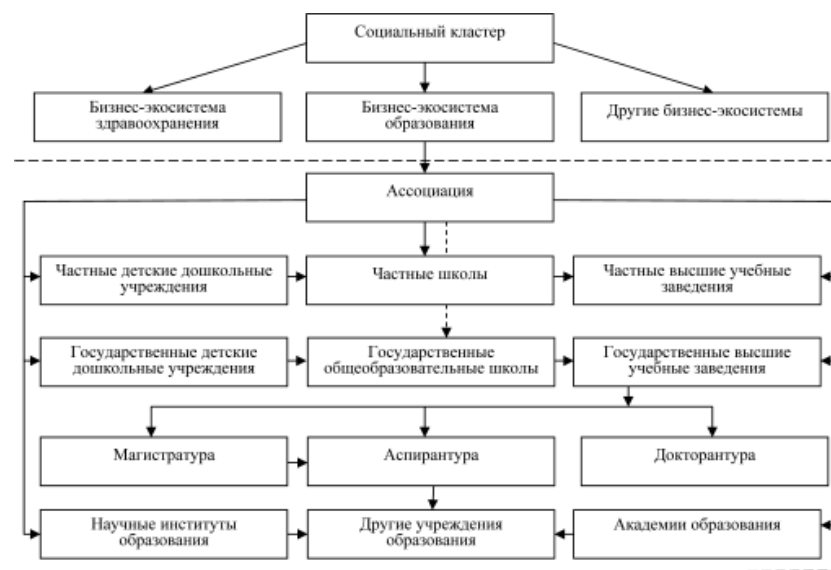 Социальный кластер
Бизнес-экосистема
здравоохранения
Бизнес-экосистема
образования
Другие бизнес-экосистемы
Ассоциация
Частные детские дошкольные
учреждения
Частные школы
Частные высшие учебные
заведения
Государственные детские
дошкольные учреждения
Государственные
общеобразовательные школы
Государственные высшие
учебные заведения
Магистратура
Аспирантура
Докторантура
Научные институты
образования
Другие учреждения
образования
Академии образования